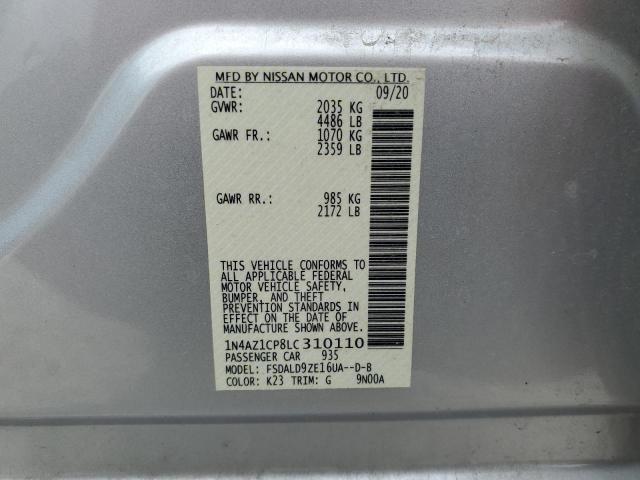 MFD BY NISSAN MOTOR CO., LTD.
DATE: 09/20
GVWR: 2035 KG
4486 LB
GAWR FR.: 1070 KG
2359 LB
GAWR RR.: 985 KG
2172 LB
THIS VEHICLE CONFORMS TO
ALL APPLICABLE FEDERAL
MOTOR VEHICLE SAFETY,
BUMPER, AND THEFT
PREVENTION STANDARDS IN
EFFECT ON THE DATE OF
MANUFACTURE SHOWN ABOVE.
1N4AZ1CP8LC310110
PASSENGER CAR 935
MODEL: FSDALD9ZE16UA--D-B
COLOR: K23 TRIM: G 9N00A